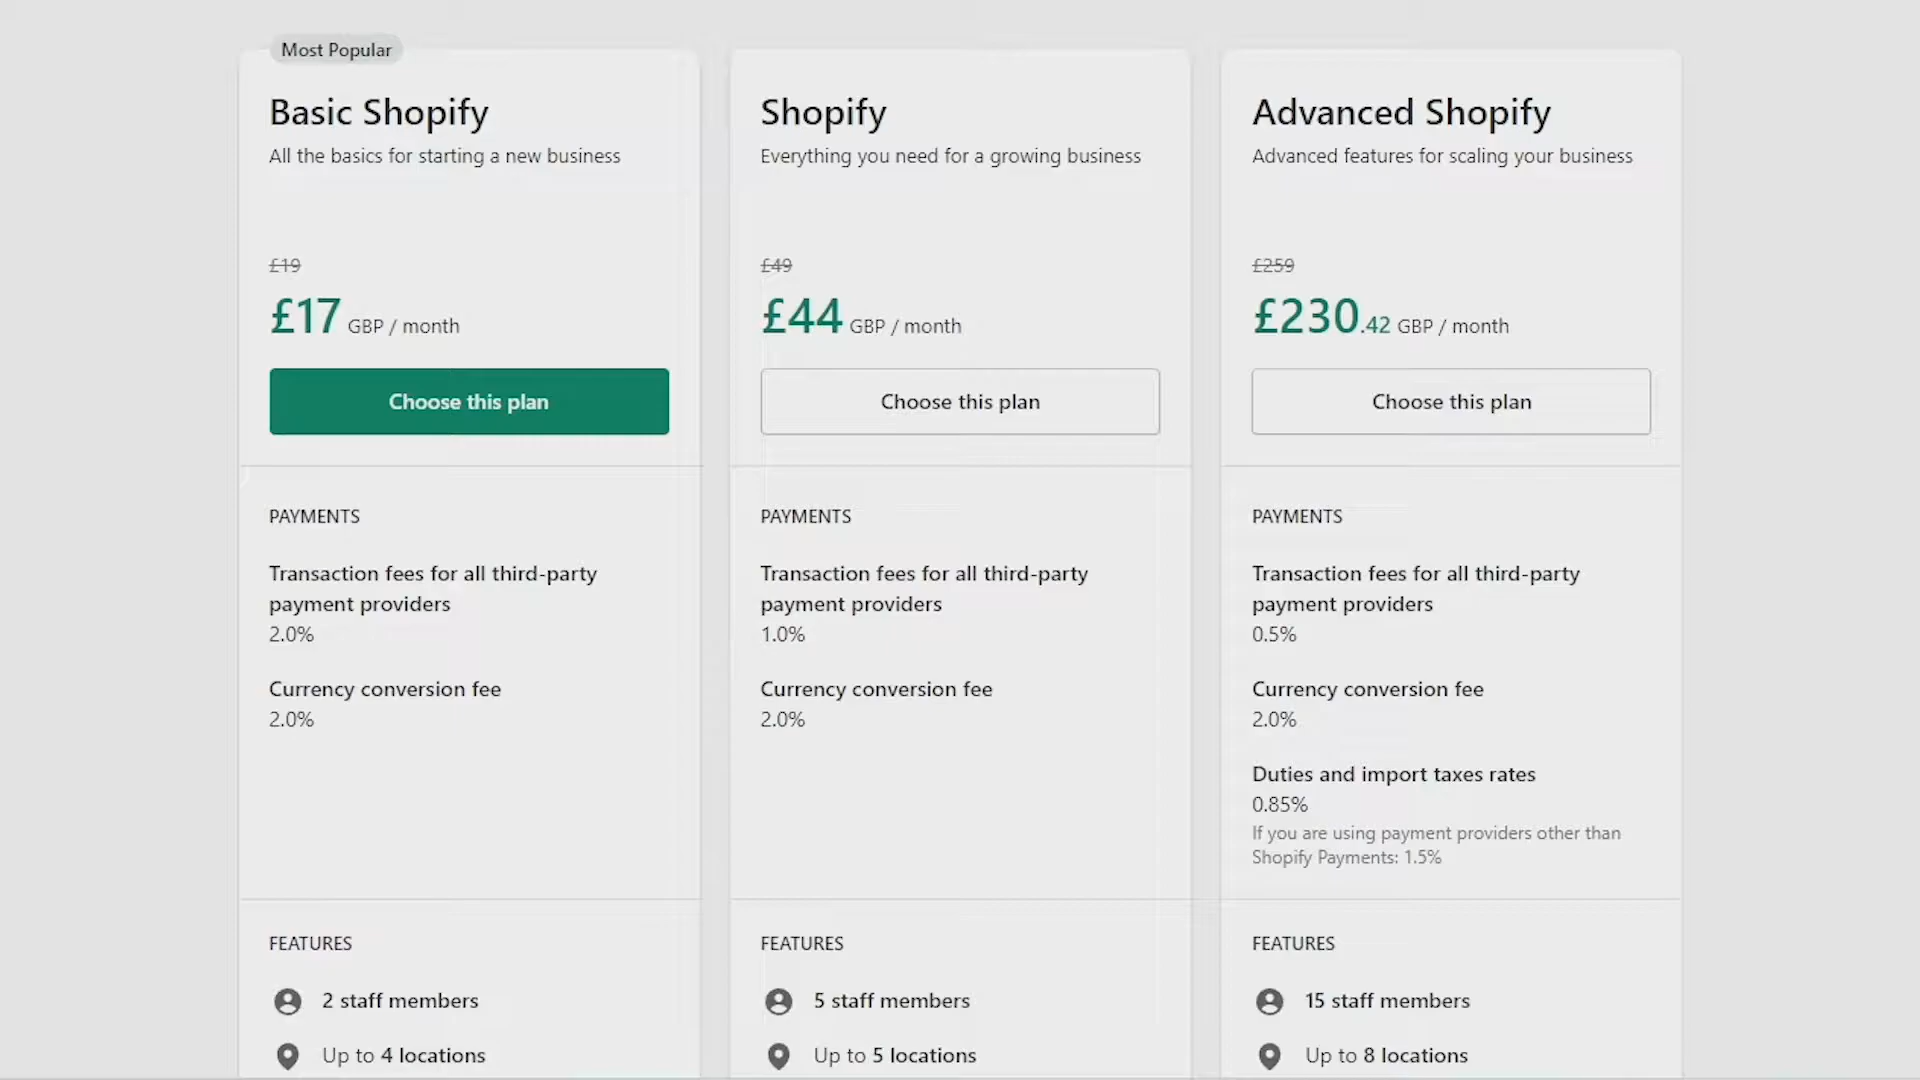 Most Popular
Basic Shopify
All the basics for starting a new business
£19
£17 GBP / month
Choose this plan
PAYMENTS
Transaction fees for all third-party
payment providers
2.0%
Currency conversion fee
2.0%
FEATURES
2 staff members
Up to 4 locations
Shopify
Everything you need for a growing business
£49
£44 GBP / month
Choose this plan
PAYMENTS
Transaction fees for all third-party
payment providers
1.0%
Currency conversion fee
2.0%
FEATURES
5 staff members
Up to 5 locations
Advanced Shopify
Advanced features for scaling your business
£259
£230.42 GBP / month
Choose this plan
PAYMENTS
Transaction fees for all third-party
payment providers
0.5%
Currency conversion fee
2.0%
Duties and import taxes rates
0.85%
If you are using payment providers other than
Shopify Payments: 1.5%
FEATURES
15 staff members
Up to 8 locations